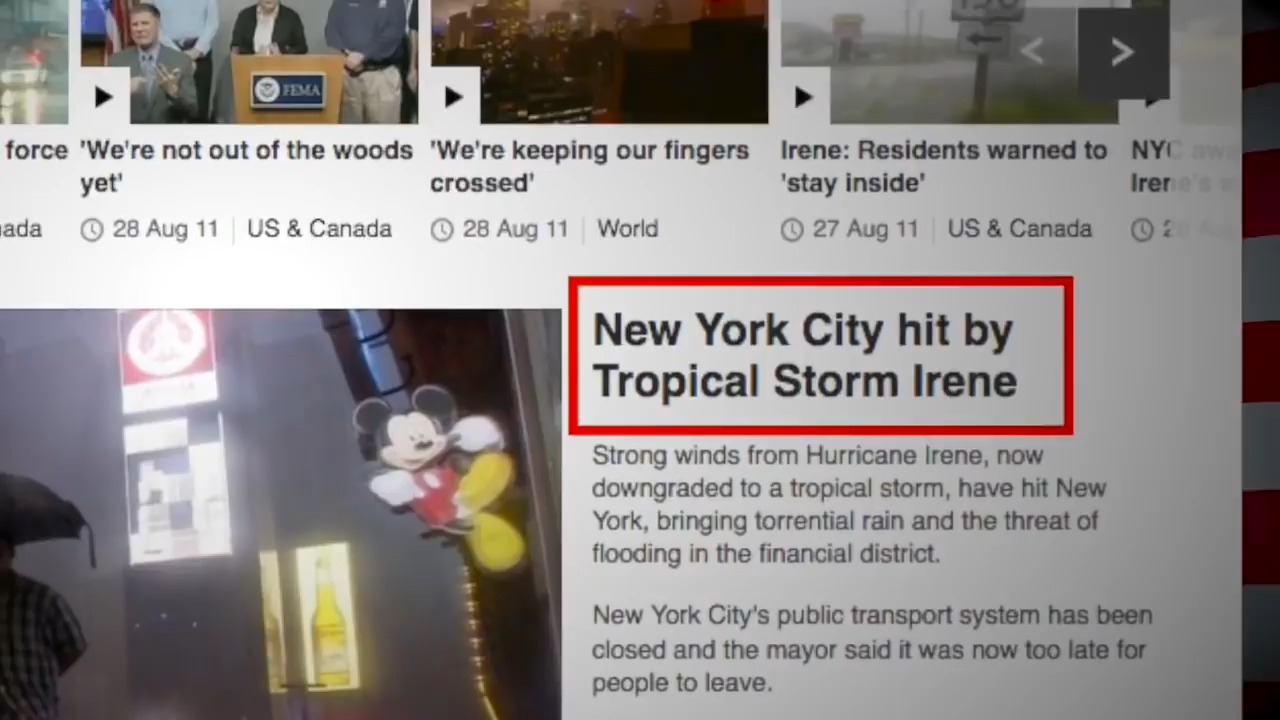 FEMA
force
'We're not out of the woods
yet'
28 Aug 11
US & Canada
'We're keeping our fingers
crossed'
28 Aug 11
World
Irene: Residents warned to
'stay inside'
27 Aug 11
US & Canada
NYC
Irene's
New York City hit by
Tropical Storm Irene
Strong winds from Hurricane Irene, now
downgraded to a tropical storm, have hit New
York, bringing torrential rain and the threat of
flooding in the financial district.
New York City's public transport system has been
closed and the mayor said it was now too late for
people to leave.